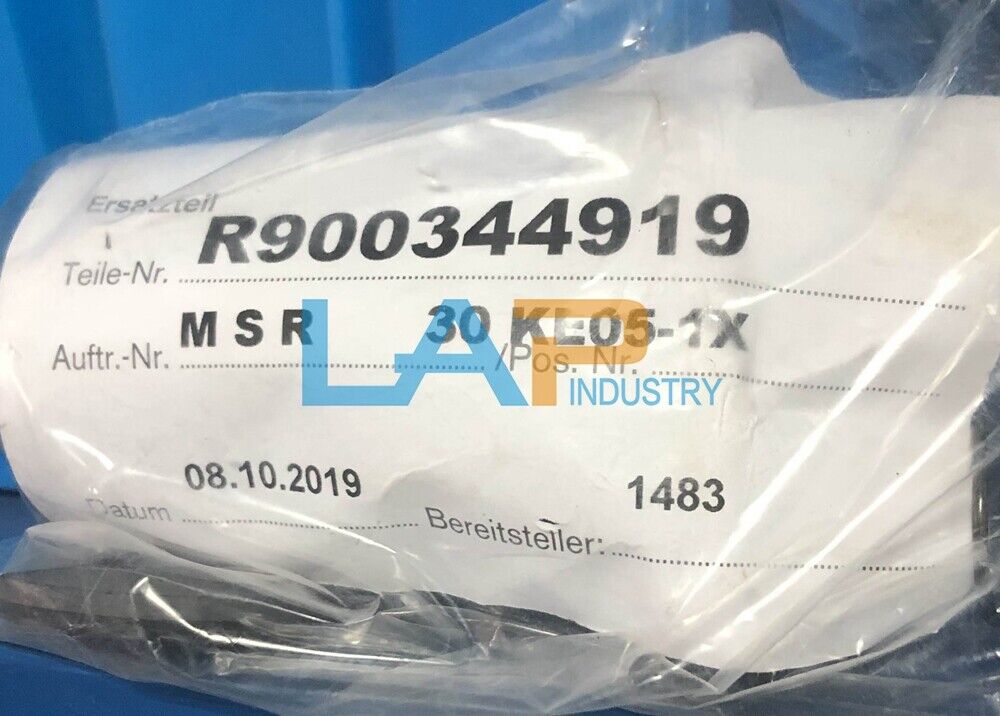 Ersatzteil
Teile-Nr. R900344919
Auftr.-Nr. MSR 30 KE05-1X
/Pos. Nr.
LAP INDUSTRY
08.10.2019 1483
Datum Bereitsteller: